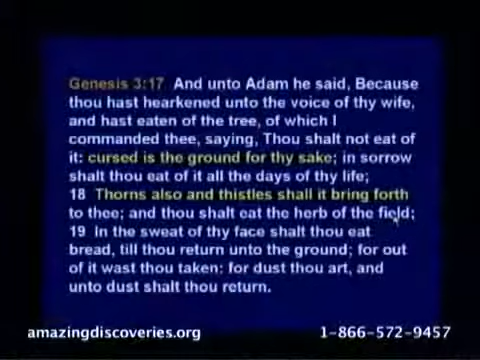 Genesis 3:17 And unto Adam he said, Because
thou hast hearkened unto the voice of thy wife,
and hast eaten of the tree, of which I
commanded thee, saying, Thou shalt not eat of
it: cursed is the ground for thy sake; in sorrow
shalt thou eat of it all the days of thy life;
18 Thorns also and thistles shall it bring forth
to thee; and thou shalt eat the herb of the field;
19 In the sweat of thy face shalt thou eat
bread, till thou return unto the ground; for out
of it wast thou taken: for dust thou art, and
unto dust shalt thou return.
amazingdiscoveries.org 1-866-572-9457